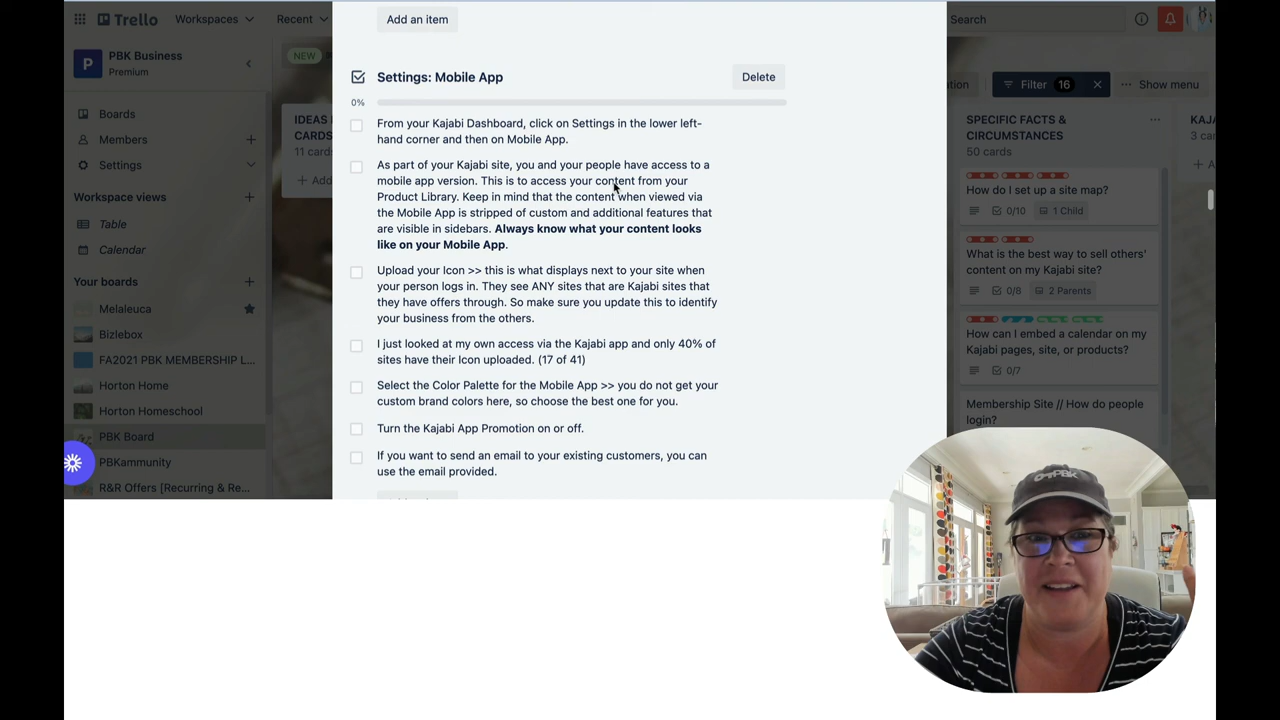 Trello
Workspaces
Recent
Search
P
PBK Business
Premium
Boards
Members
Settings
Workspace views
Table
Calendar
Your boards
Melaleuca
Bizlebox
FA2021 PBK MEMBERSHIP L...
Horton Home
Horton Homeschool
PBK Board
PBKammunity
R&R Offers [Recurring & Re...
NEW
IDEAS
CARDS
11 cards
+ Add
Add an item
Settings: Mobile App
Delete
0%
From your Kajabi Dashboard, click on Settings in the lower left-
hand corner and then on Mobile App.
As part of your Kajabi site, you and your people have access to a
mobile app version. This is to access your content from your
Product Library. Keep in mind that the content when viewed via
the Mobile App is stripped of custom and additional features that
are visible in sidebars. Always know what your content looks
like on your Mobile App.
Upload your Icon >> this is what displays next to your site when
your person logs in. They see ANY sites that are Kajabi sites that
they have offers through. So make sure you update this to identify
your business from the others.
I just looked at my own access via the Kajabi app and only 40% of
sites have their Icon uploaded. (17 of 41)
Select the Color Palette for the Mobile App >> you do not get your
custom brand colors here, so choose the best one for you.
Turn the Kajabi App Promotion on or off.
If you want to send an email to your existing customers, you can
use the email provided.
Filter 16
Show menu
SPECIFIC FACTS &
CIRCUMSTANCES
50 cards
How do I set up a site map?
0/10 1 Child
What is the best way to sell others'
content on my Kajabi site?
0/8 2 Parents
How can I embed a calendar on my
Kajabi pages, site, or products?
0/7
Membership Site // How do people
login?
KAJA
3 car
+ A
PBK